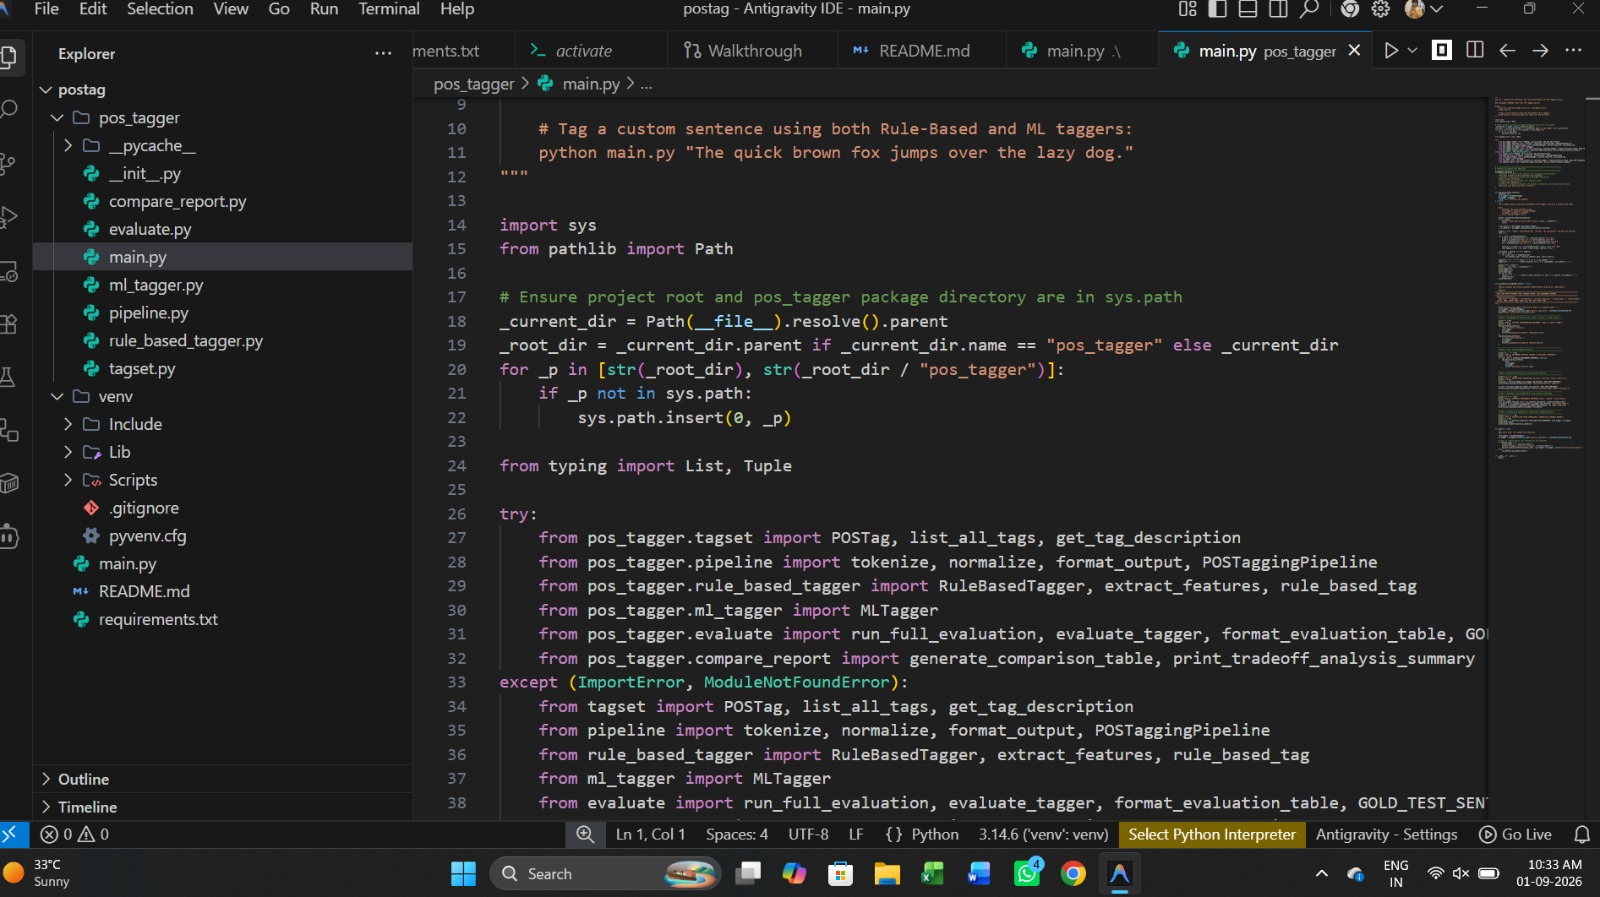 File Edit Selection View Go Run Terminal Help
postag - Antigravity IDE - main.py
Explorer
ments.txt
activate
Walkthrough
README.md
main.py .\
main.py pos_tagger
postag
pos_tagger
__pycache__
__init__.py
compare_report.py
evaluate.py
main.py
ml_tagger.py
pipeline.py
rule_based_tagger.py
tagset.py
venv
Include
Lib
Scripts
.gitignore
pyvenv.cfg
main.py
README.md
requirements.txt
Outline
Timeline
pos_tagger > main.py > ...
9
10 # Tag a custom sentence using both Rule-Based and ML taggers:
11 python main.py "The quick brown fox jumps over the lazy dog."
12 """
13
14 import sys
15 from pathlib import Path
16
17 # Ensure project root and pos_tagger package directory are in sys.path
18 _current_dir = Path(__file__).resolve().parent
19 _root_dir = _current_dir.parent if _current_dir.name == "pos_tagger" else _current_dir
20 for _p in [str(_root_dir), str(_root_dir / "pos_tagger")]:
21 if _p not in sys.path:
22 sys.path.insert(0, _p)
23
24 from typing import List, Tuple
25
26 try:
27 from pos_tagger.tagset import POSTag, list_all_tags, get_tag_description
28 from pos_tagger.pipeline import tokenize, normalize, format_output, POSTaggingPipeline
29 from pos_tagger.rule_based_tagger import RuleBasedTagger, extract_features, rule_based_tag
30 from pos_tagger.ml_tagger import MLTagger
31 from pos_tagger.evaluate import run_full_evaluation, evaluate_tagger, format_evaluation_table, GO
32 from pos_tagger.compare_report import generate_comparison_table, print_tradeoff_analysis_summary
33 except (ImportError, ModuleNotFoundError):
34 from tagset import POSTag, list_all_tags, get_tag_description
35 from pipeline import tokenize, normalize, format_output, POSTaggingPipeline
36 from rule_based_tagger import RuleBasedTagger, extract_features, rule_based_tag
37 from ml_tagger import MLTagger
38 from evaluate import run_full_evaluation, evaluate_tagger, format_evaluation_table, GOLD_TEST_SEN
0 0
Ln 1, Col 1 Spaces: 4 UTF-8 LF {} Python 3.14.6 ('venv': venv) Select Python Interpreter Antigravity - Settings Go Live
33°C
Sunny
Search
4
ENG
IN
10:33 AM
01-09-2026